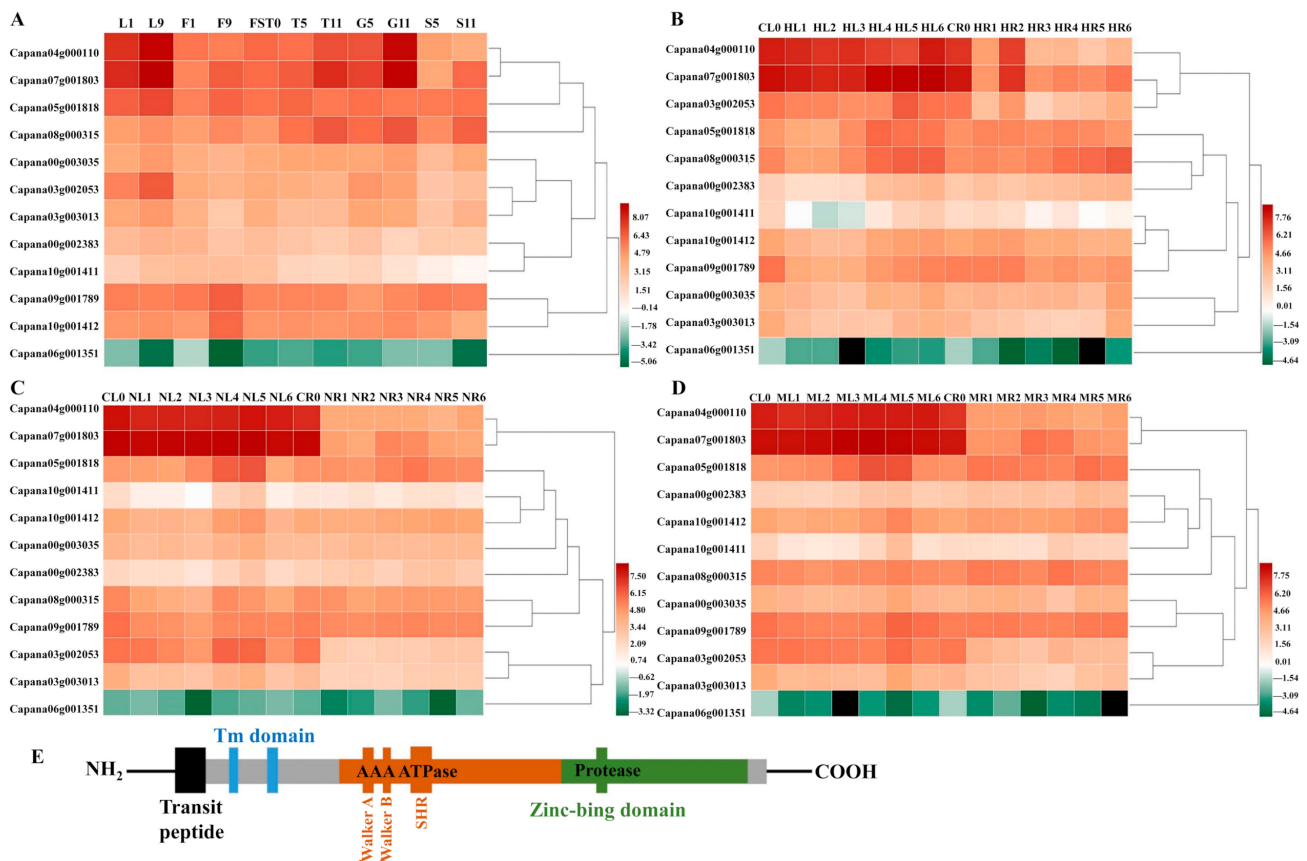 A
L1 L9 F1 F9 FST0 T5 T11 G5 G11 S5 S11
Capana04g000110
Capana07g001803
Capana05g001818
Capana08g000315
Capana00g003035
Capana03g002053
Capana03g003013
Capana00g002383
Capana10g001411
Capana09g001789
Capana10g001412
Capana06g001351
8.07
6.43
4.79
3.15
1.51
—0.14
—1.78
—3.42
—5.06
B
CL0 HL1 HL2 HL3 HL4 HL5 HL6 CR0 HR1 HR2 HR3 HR4 HR5 HR6
Capana04g000110
Capana07g001803
Capana03g002053
Capana05g001818
Capana08g000315
Capana00g002383
Capana10g001411
Capana10g001412
Capana09g001789
Capana00g003035
Capana03g003013
Capana06g001351
7.76
6.21
4.66
3.11
1.56
0.01
—1.54
—3.09
—4.64
C
CL0 NL1 NL2 NL3 NL4 NL5 NL6 CR0 NR1 NR2 NR3 NR4 NR5 NR6
Capana04g000110
Capana07g001803
Capana05g001818
Capana10g001411
Capana10g001412
Capana00g003035
Capana00g002383
Capana08g000315
Capana09g001789
Capana03g002053
Capana03g003013
Capana06g001351
7.50
6.15
4.80
3.44
2.09
0.74
—0.62
—1.97
—3.32
D
CL0 ML1 ML2 ML3 ML4 ML5 ML6 CR0 MR1 MR2 MR3 MR4 MR5 MR6
Capana04g000110
Capana07g001803
Capana05g001818
Capana00g002383
Capana10g001412
Capana10g001411
Capana08g000315
Capana00g003035
Capana09g001789
Capana03g002053
Capana03g003013
Capana06g001351
7.75
6.20
4.66
3.11
1.56
0.01
—1.54
—3.09
—4.64
E
Tm domain
NH2
AAA ATPase
Protease
COOH
Transit
peptide
Walker A
Walker B
SHR
Zinc-bing domain